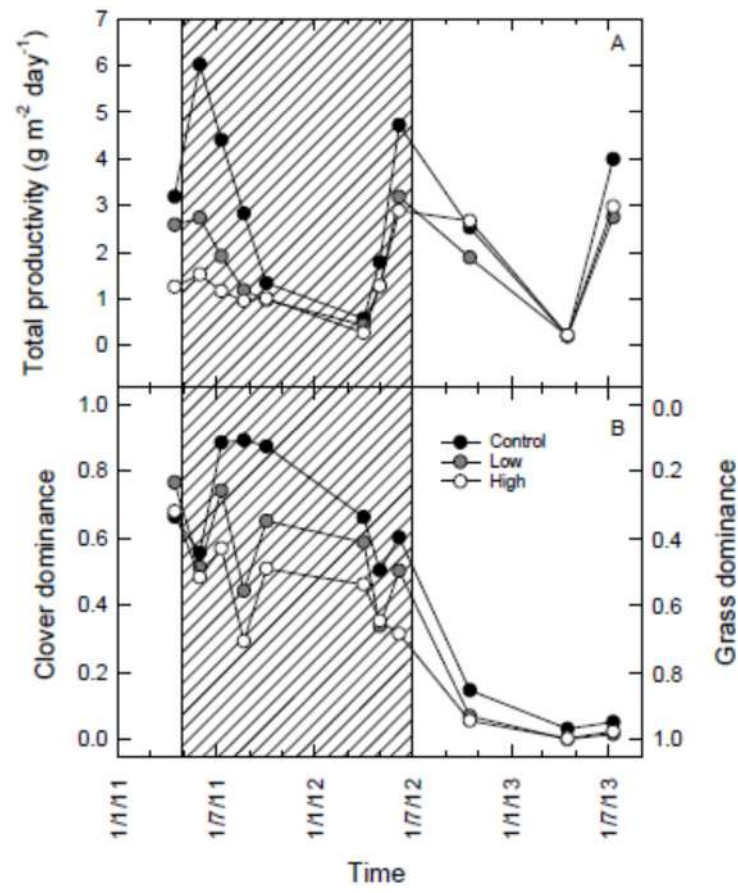 A
7
6
5
4
3
2
1
0
Total productivity (g m⁻² day⁻¹)
B
1.0
0.8
0.6
0.4
0.2
0.0
Clover dominance
Control
Low
High
0.0
0.2
0.4
0.6
0.8
1.0
Grass dominance
1/1/11
1/7/11
1/1/12
1/7/12
1/1/13
1/7/13
Time